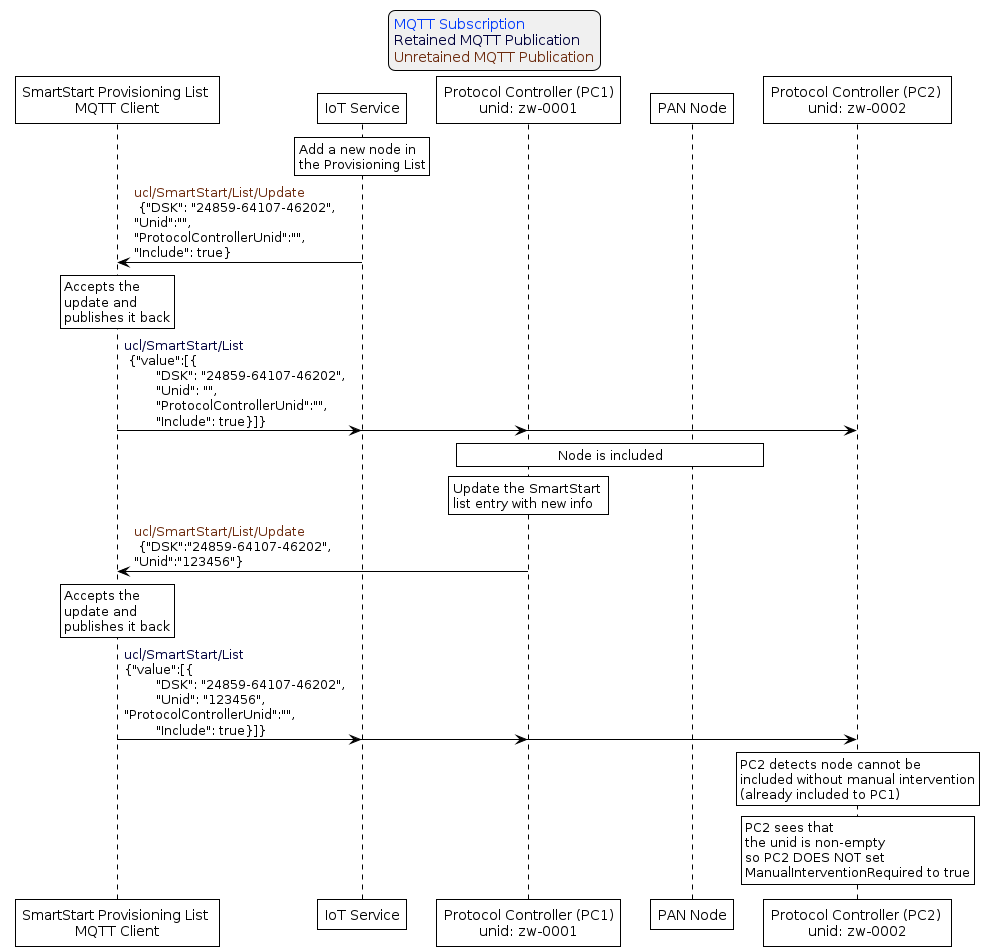 MQTT Subscription
Retained MQTT Publication
Unretained MQTT Publication
SmartStart Provisioning List
MQTT Client
IoT Service
Protocol Controller (PC1)
unid: zw-0001
PAN Node
Protocol Controller (PC2)
unid: zw-0002
Add a new node in
the Provisioning List
ucl/SmartStart/List/Update
{"DSK": "24859-64107-46202",
"Unid":"",
"ProtocolControllerUnid":"",
"Include": true}
Accepts the
update and
publishes it back
ucl/SmartStart/List
{"value":[{
"DSK": "24859-64107-46202",
"Unid": "",
"ProtocolControllerUnid":"",
"Include": true}]}
Node is included
Update the SmartStart
list entry with new info
ucl/SmartStart/List/Update
{"DSK":"24859-64107-46202",
"Unid":"123456"}
Accepts the
update and
publishes it back
ucl/SmartStart/List
{"value":[{
"DSK": "24859-64107-46202",
"Unid": "123456",
"ProtocolControllerUnid":"",
"Include": true}]}
PC2 detects node cannot be
included without manual intervention
(already included to PC1)
PC2 sees that
the unid is non-empty
so PC2 DOES NOT set
ManualInterventionRequired to true
SmartStart Provisioning List
MQTT Client
IoT Service
Protocol Controller (PC1)
unid: zw-0001
PAN Node
Protocol Controller (PC2)
unid: zw-0002